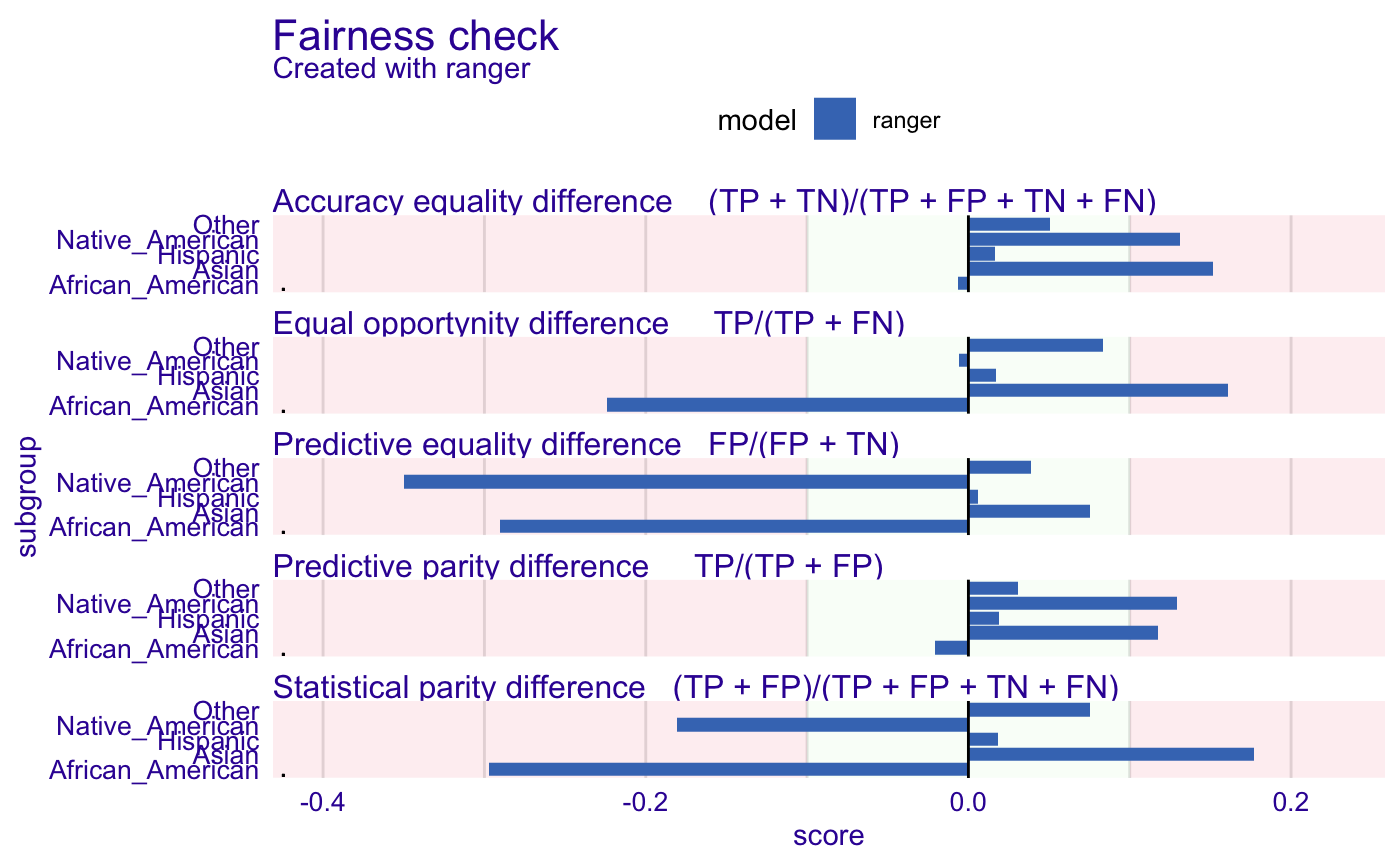 Fairness check
Created with ranger
model ranger
Accuracy equality difference (TP + TN)/(TP + FP + TN + FN)
Other
Native_American
Hispanic
Asian
African_American
Equal opportynity difference TP/(TP + FN)
Other
Native_American
Hispanic
Asian
African_American
Predictive equality difference FP/(FP + TN)
Other
Native_American
Hispanic
Asian
African_American
Predictive parity difference TP/(TP + FP)
Other
Native_American
Hispanic
Asian
African_American
Statistical parity difference (TP + FP)/(TP + FP + TN + FN)
Other
Native_American
Hispanic
Asian
African_American
subgroup
-0.4 -0.2 0.0 0.2
score